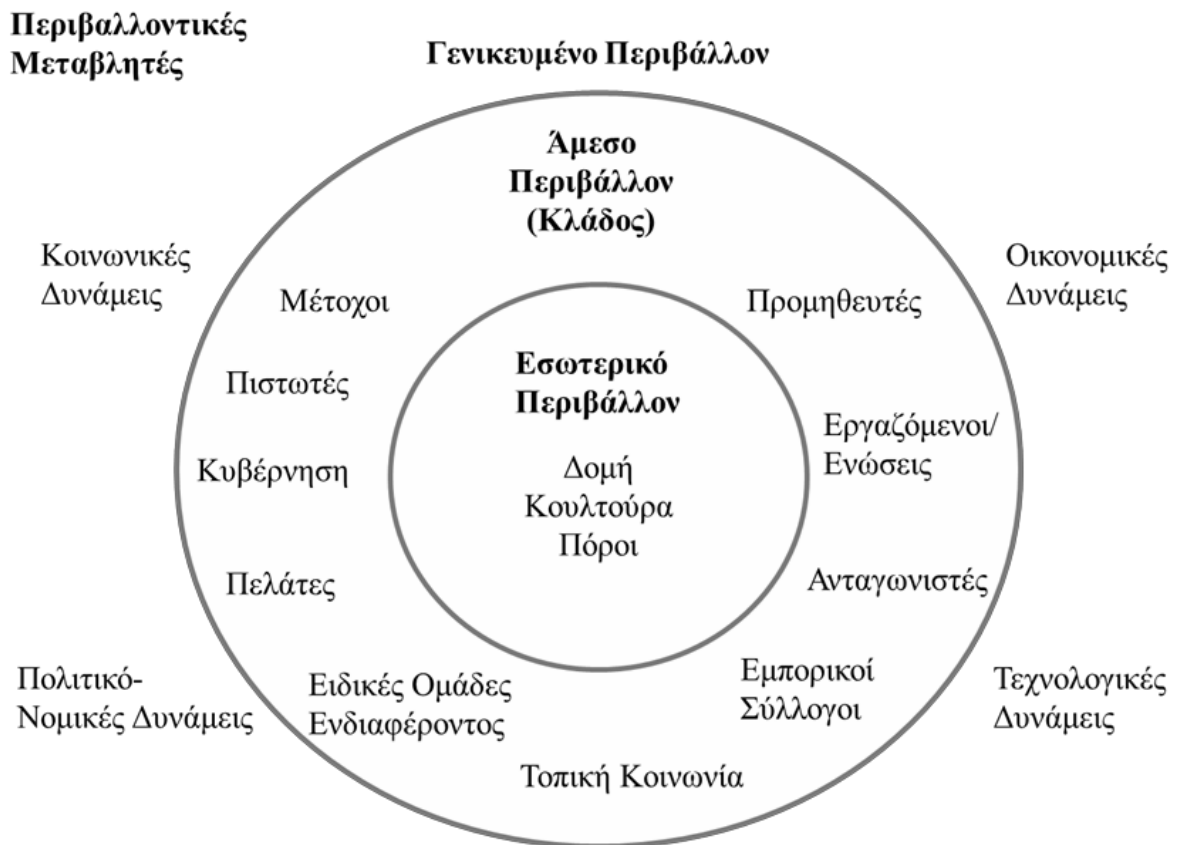 Περιβαλλοντικές
Μεταβλητές
Γενικευμένο Περιβάλλον
Άμεσο
Περιβάλλον
(Κλάδος)
Κοινωνικές
Δυνάμεις
Οικονομικές
Δυνάμεις
Μέτοχοι
Προμηθευτές
Πιστωτές
Εσωτερικό
Περιβάλλον
Εργαζόμενοι/
Ενώσεις
Κυβέρνηση
Δομή
Κουλτούρα
Πόροι
Πελάτες
Ανταγωνιστές
Πολιτικό-
Νομικές Δυνάμεις
Ειδικές Ομάδες
Ενδιαφέροντος
Εμπορικοί
Σύλλογοι
Τεχνολογικές
Δυνάμεις
Τοπική Κοινωνία